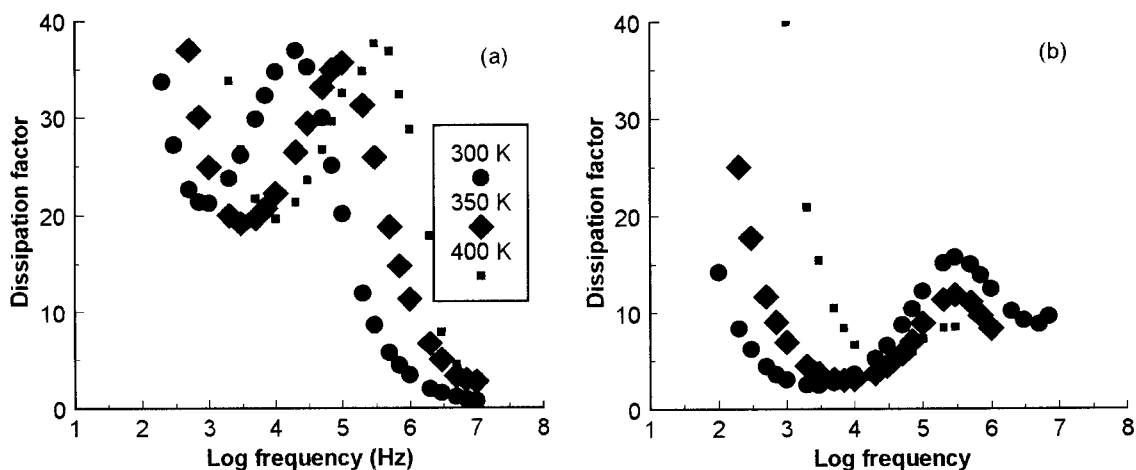 40
30
20
10
0
Dissipation factor
(a)
300 K
350 K
400 K
1 2 3 4 5 6 7 8
Log frequency (Hz)
40
30
20
10
0
Dissipation factor
(b)
1 2 3 4 5 6 7 8
Log frequency